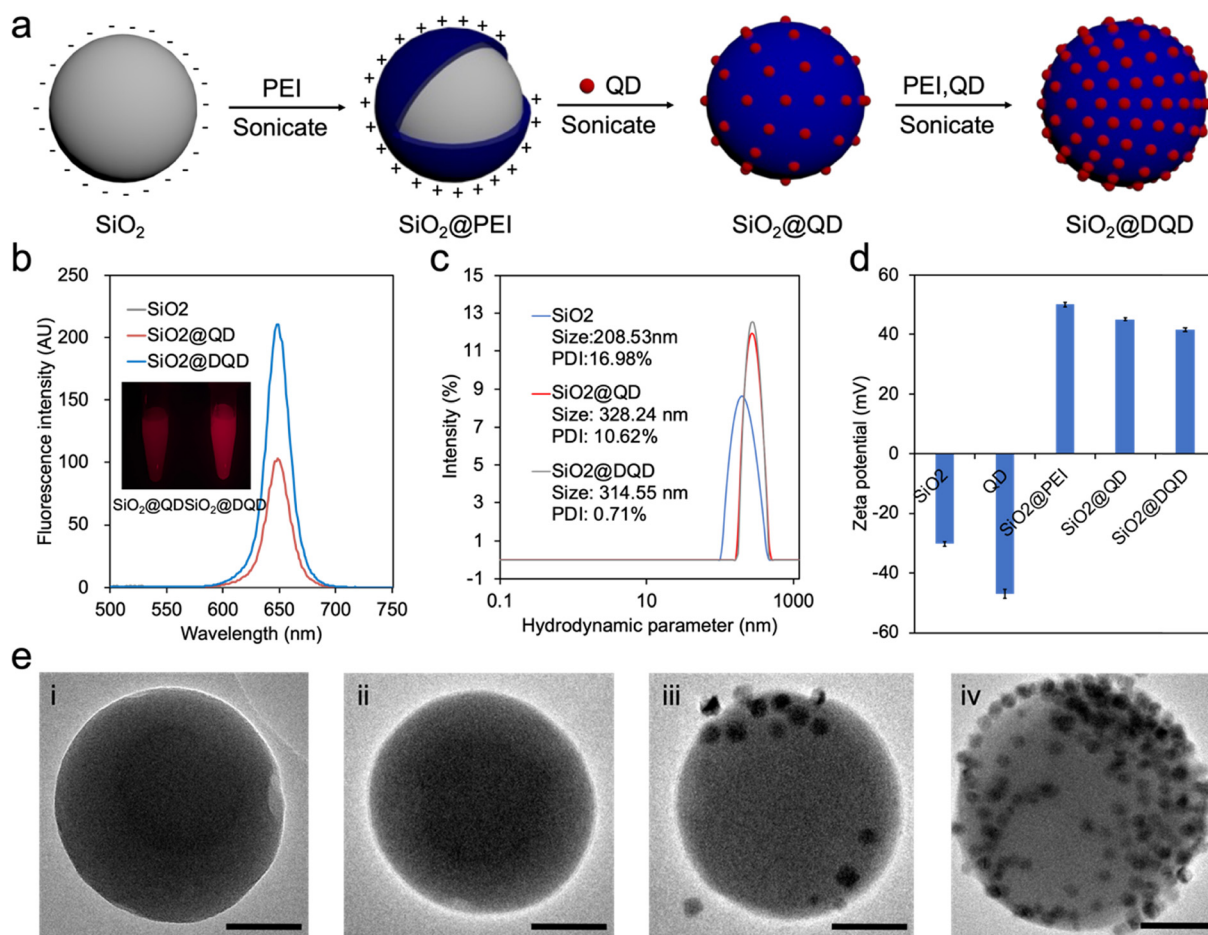 a
PEI
Sonicate
QD
Sonicate
PEI,QD
Sonicate
SiO₂
SiO₂@PEI
SiO₂@QD
SiO₂@DQD
b
250
200
150
100
50
0
500
550
600
650
700
750
Fluorescence intensity (AU)
Wavelength (nm)
SiO2
SiO2@QD
SiO2@DQD
SiO₂@QD SiO₂@DQD
c
15
13
11
9
7
5
3
1
-1
0.1
10
1000
Intensity (%)
Hydrodynamic parameter (nm)
SiO2
Size:208.53nm
PDI:16.98%
SiO2@QD
Size: 328.24 nm
PDI: 10.62%
SiO2@DQD
Size: 314.55 nm
PDI: 0.71%
d
60
40
20
0
-20
-40
-60
Zeta potential (mV)
SiO2
QD
SiO2@PEI
SiO2@QD
SiO2@DQD
e
i
ii
iii
iv